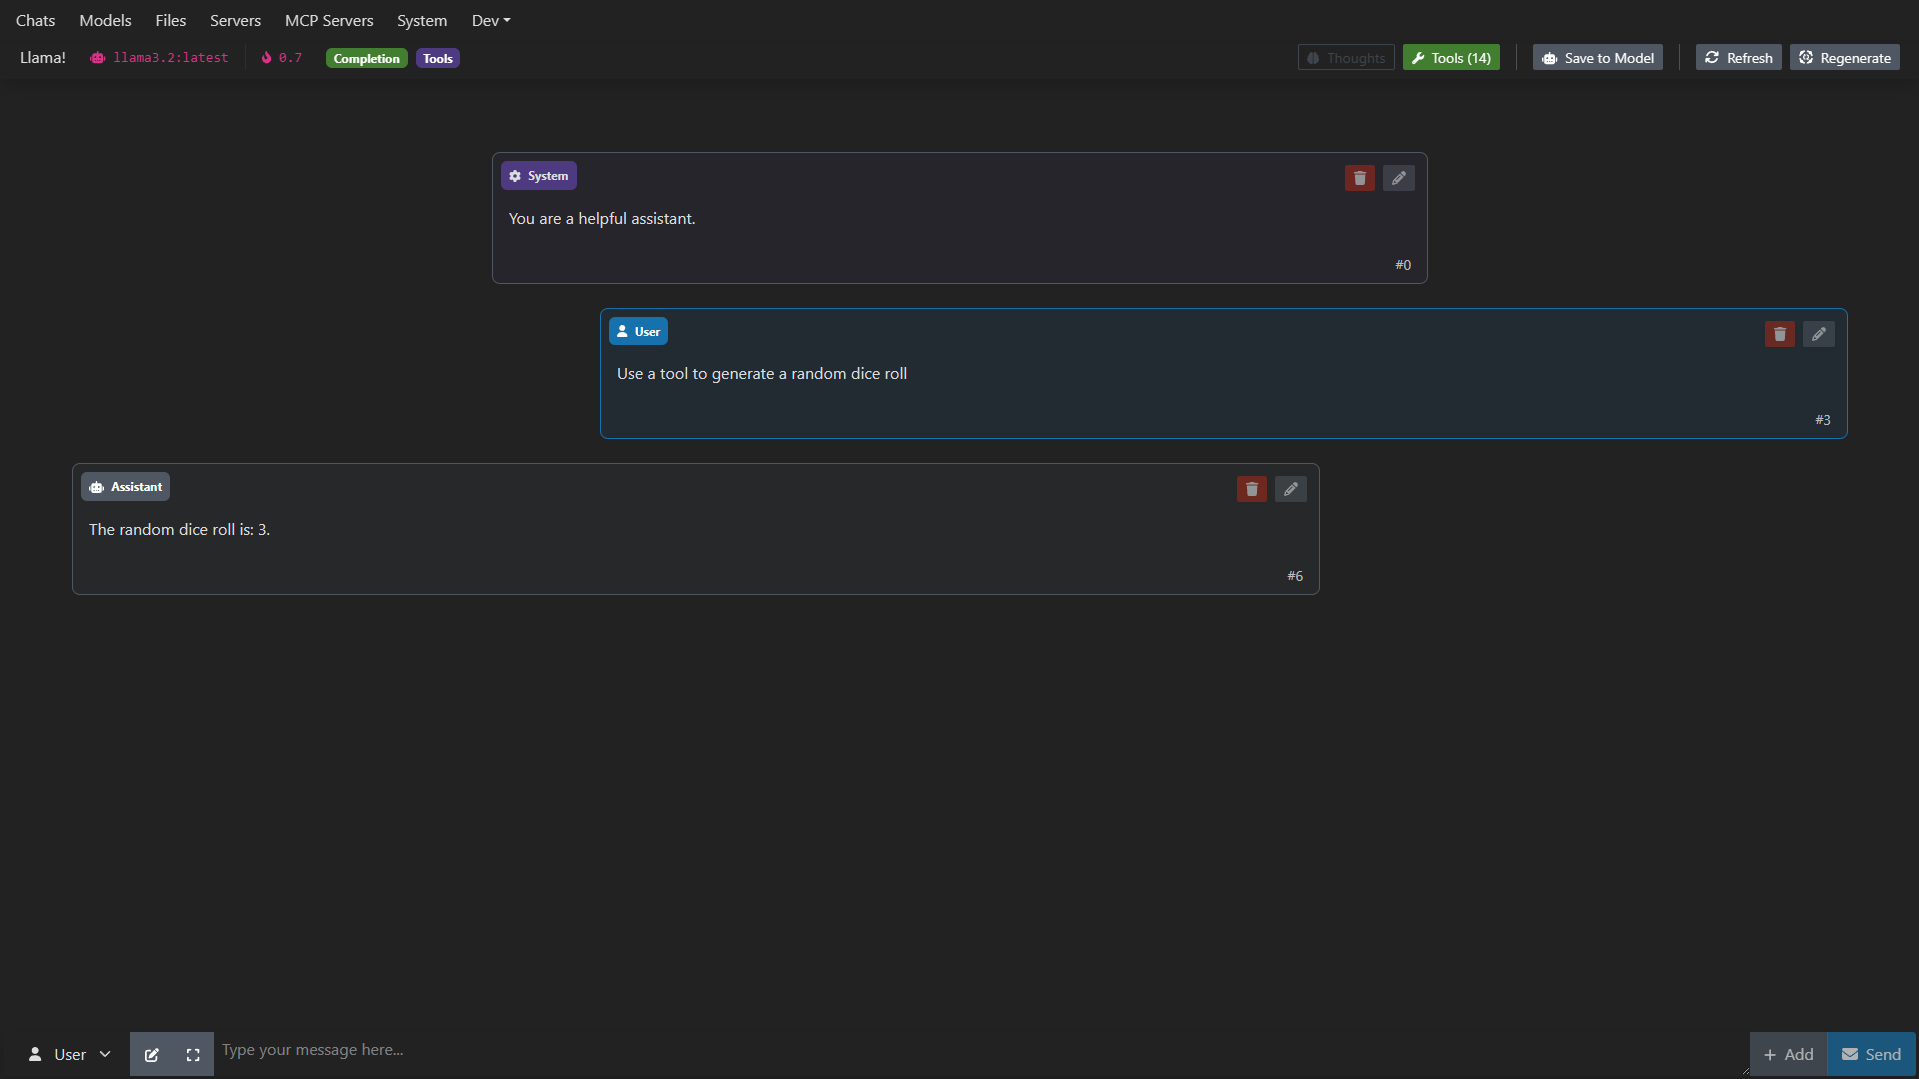 Chats Models Files Servers MCP Servers System Dev
Llama! llama3.2:latest 0.7 Completion Tools Thoughts Tools (14) Save to Model Refresh Regenerate
System
You are a helpful assistant.
#0
User
Use a tool to generate a random dice roll
#3
Assistant
The random dice roll is: 3.
#6
User Type your message here... + Add Send